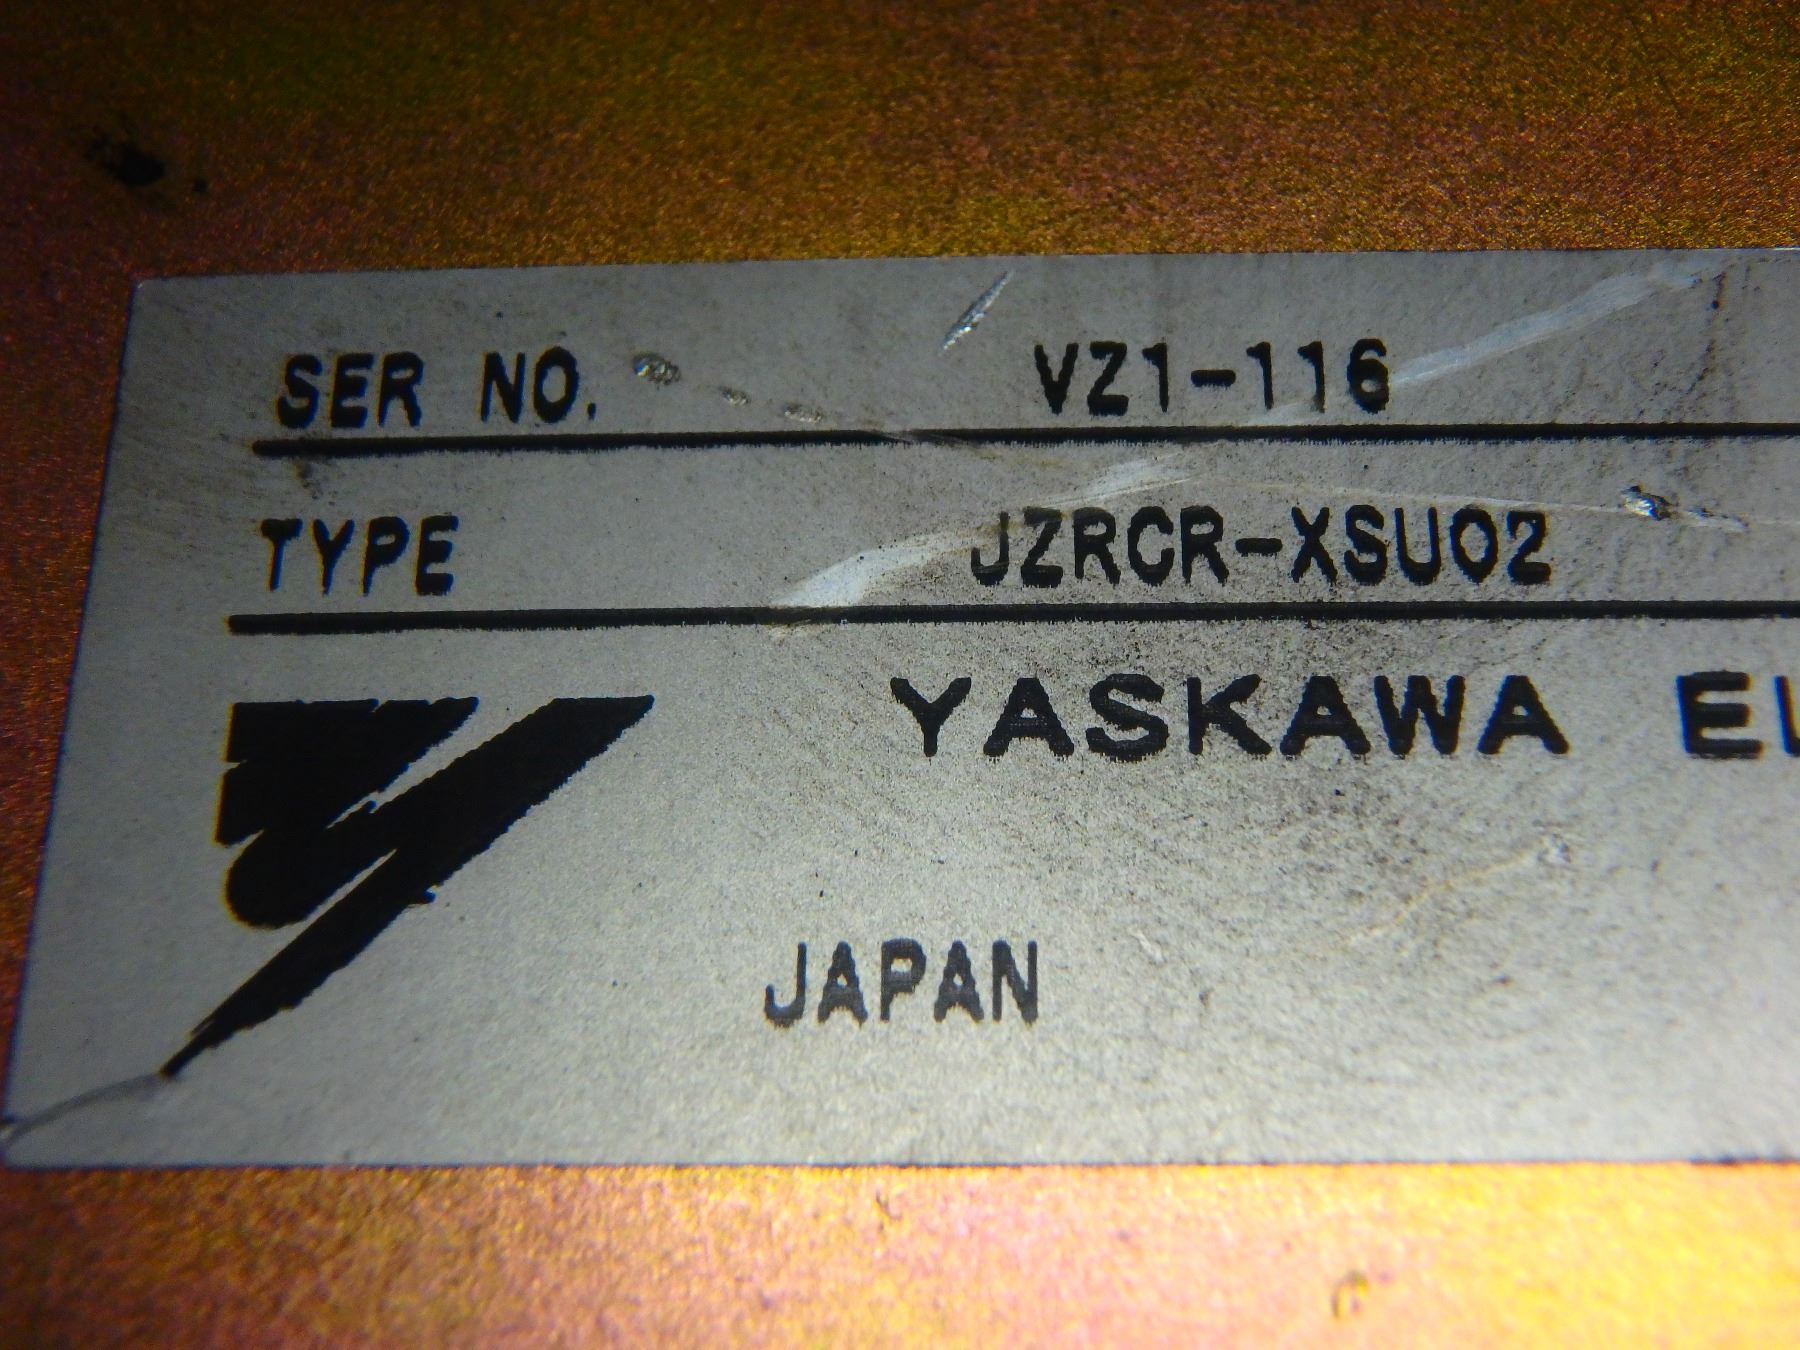 SER NO. VZ1-116
TYPE JZRCR-XSU02
YASKAWA
JAPAN